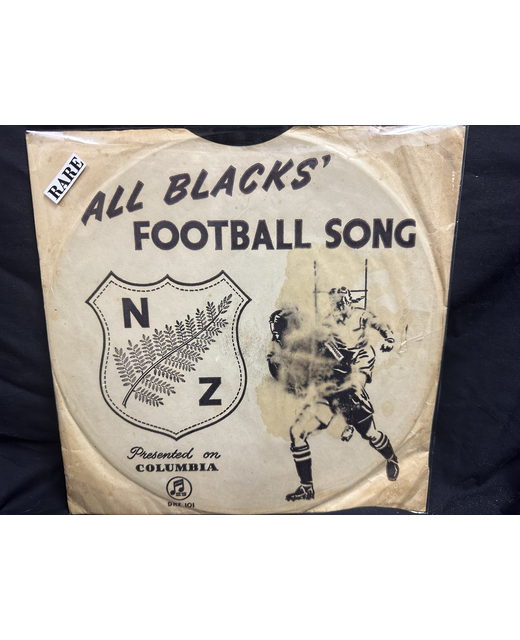 RARE
ALL BLACKS'
FOOTBALL SONG
N
Z
Presented on
COLUMBIA
DNZ 101